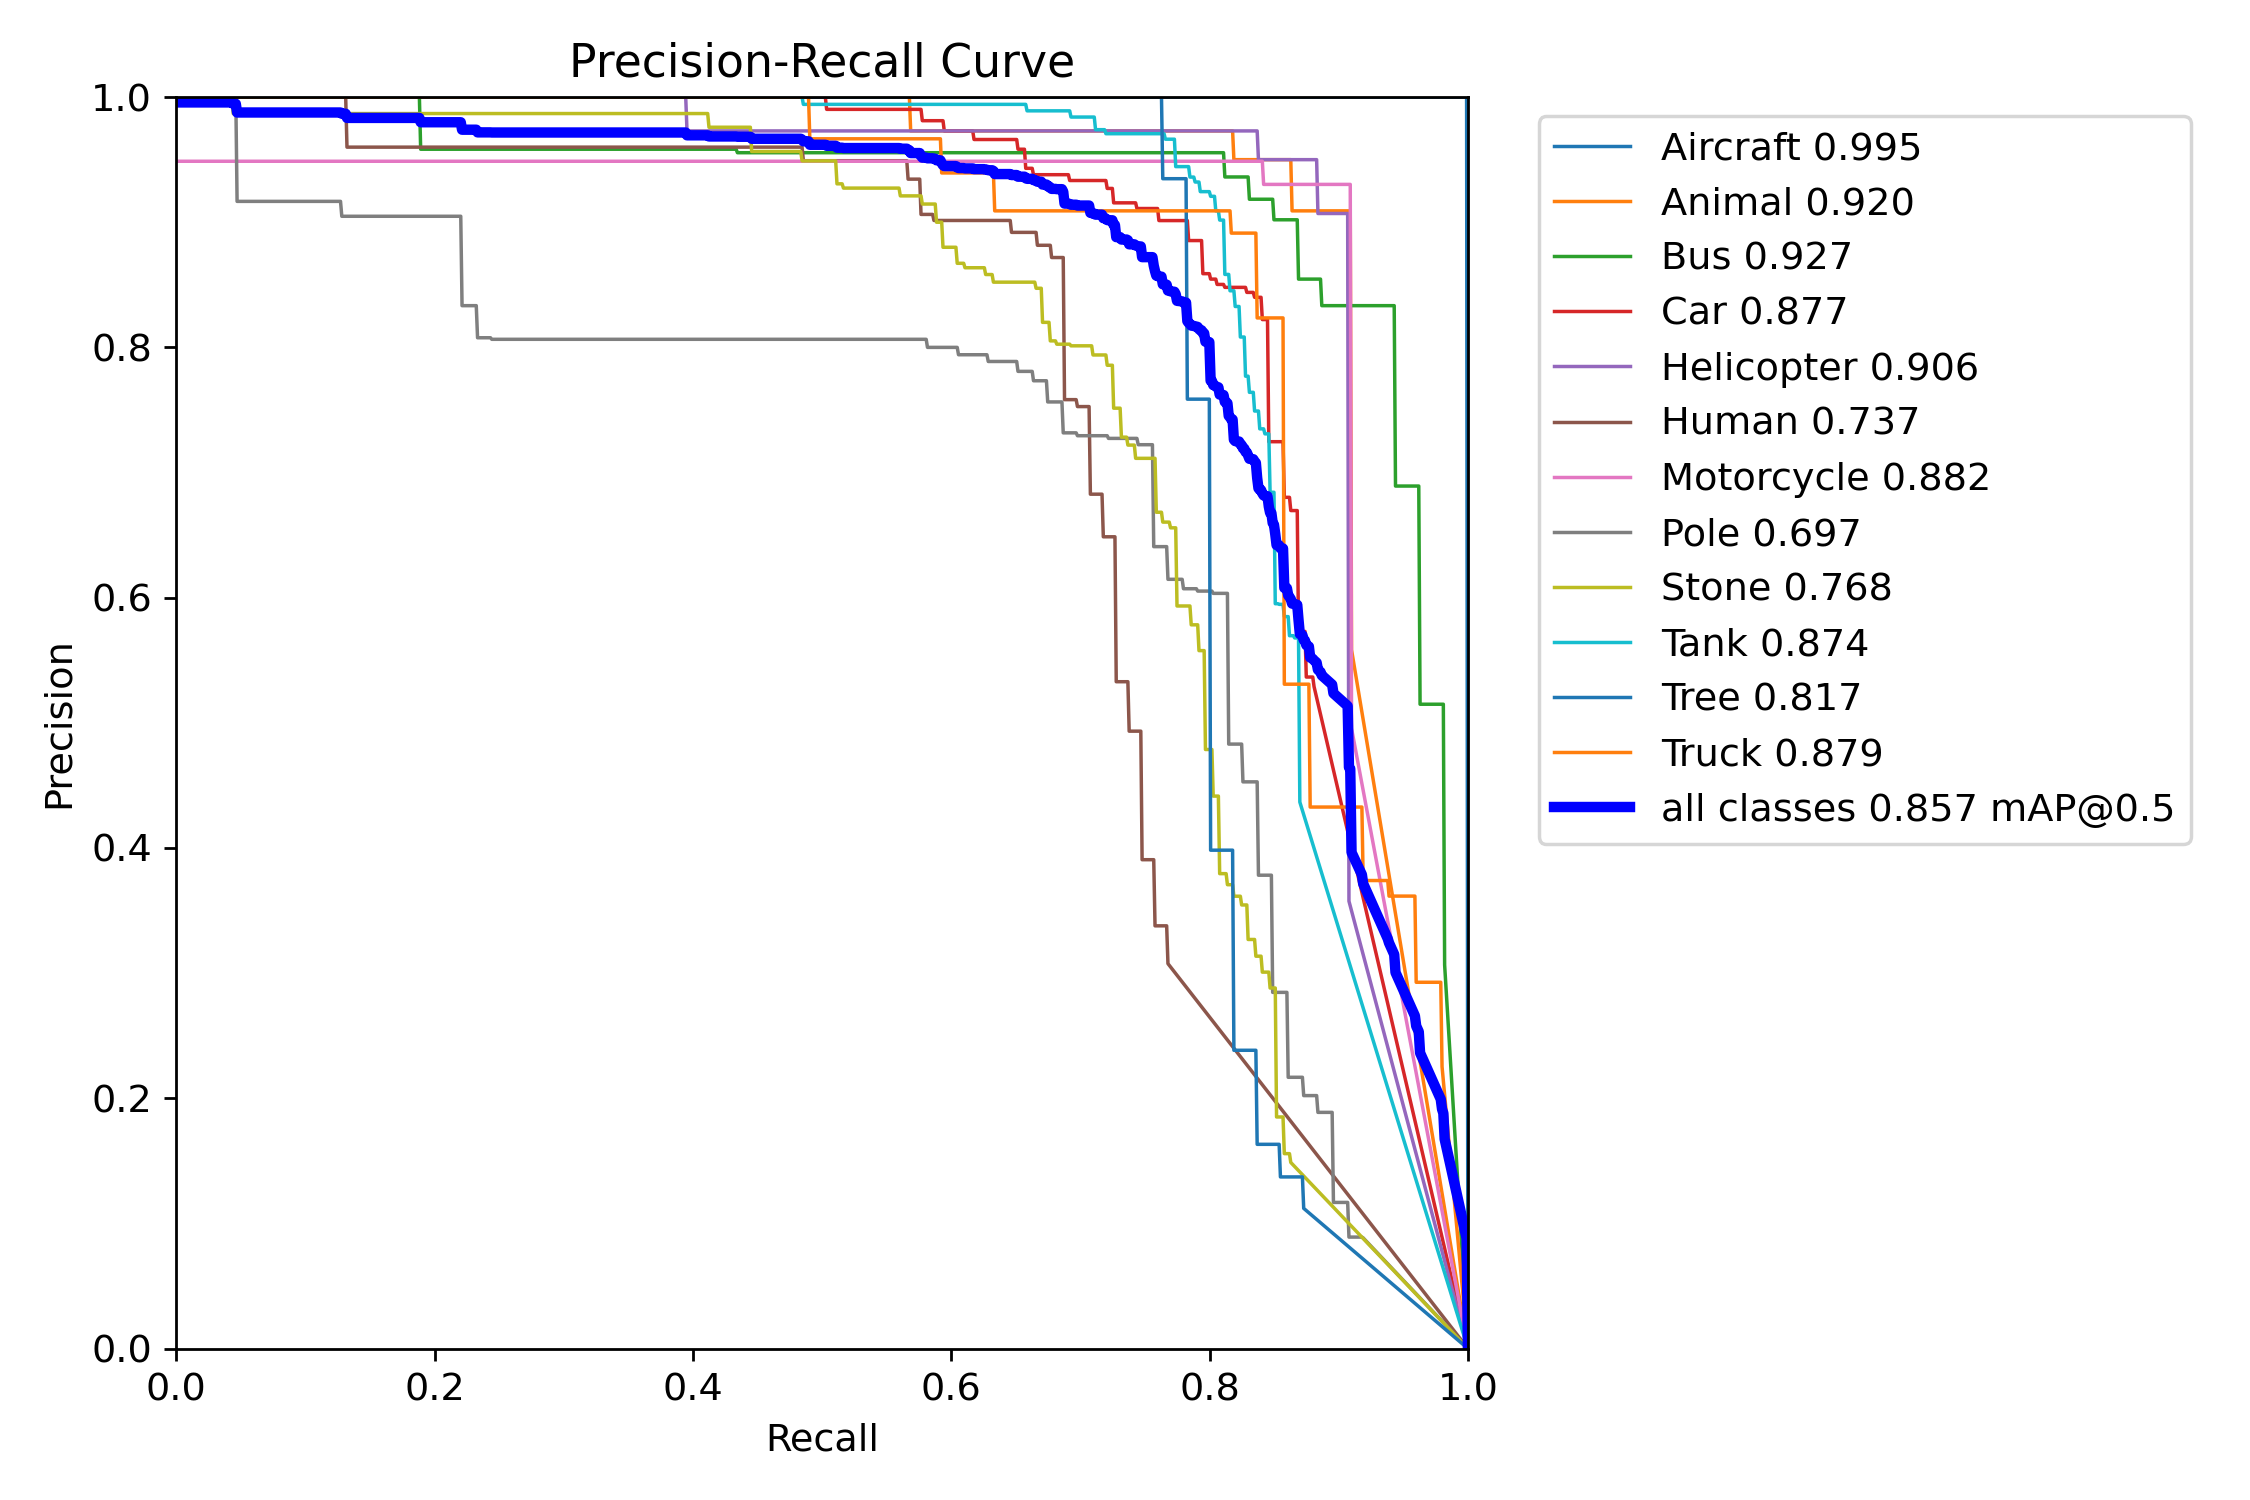 Precision-Recall Curve
1.0
0.8
0.6
0.4
0.2
0.0
Precision
0.0 0.2 0.4 0.6 0.8 1.0
Recall
Aircraft 0.995
Animal 0.920
Bus 0.927
Car 0.877
Helicopter 0.906
Human 0.737
Motorcycle 0.882
Pole 0.697
Stone 0.768
Tank 0.874
Tree 0.817
Truck 0.879
all classes 0.857 mAP@0.5